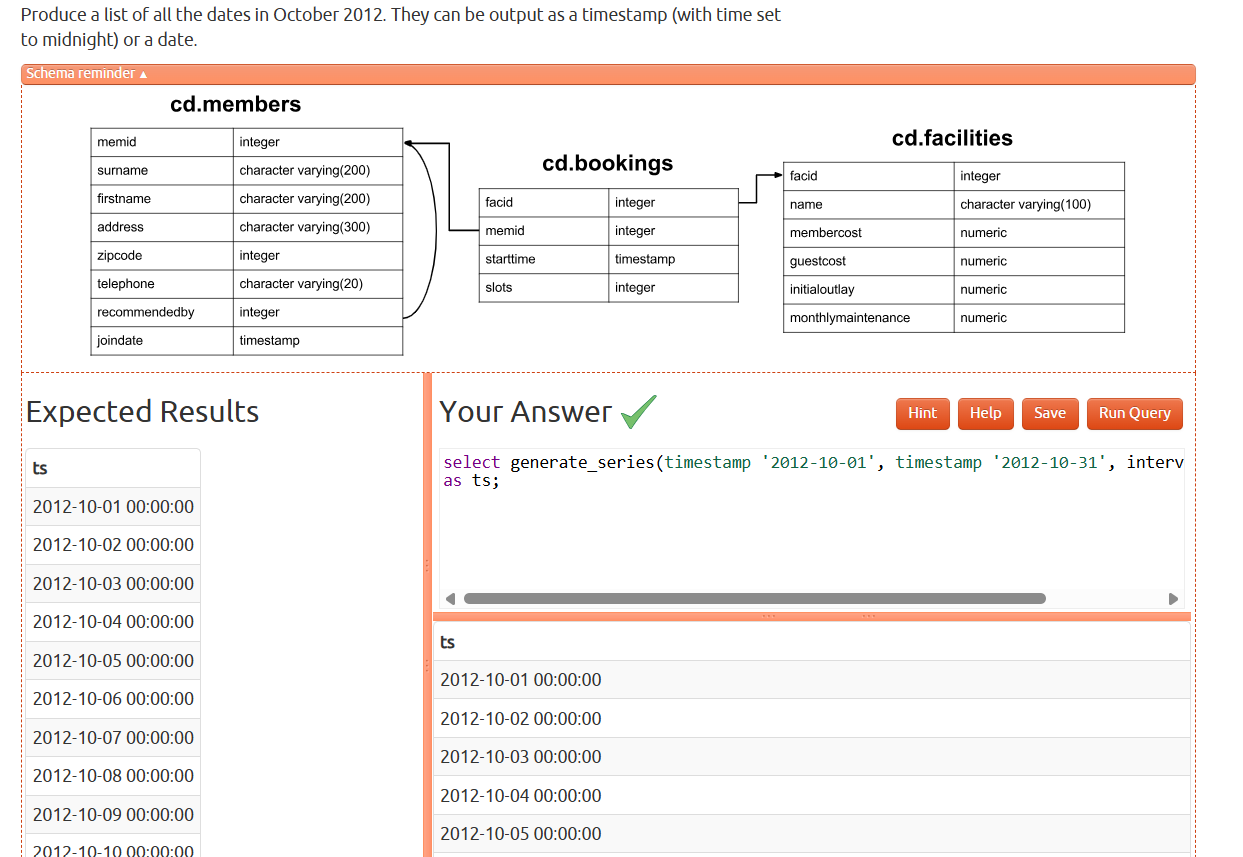 Produce a list of all the dates in October 2012. They can be output as a timestamp (with time set
to midnight) or a date.
Schema reminder ▴
cd.members
memid integer
surname character varying(200)
firstname character varying(200)
address character varying(300)
zipcode integer
telephone character varying(20)
recommendedby integer
joindate timestamp
cd.bookings
facid integer
memid integer
starttime timestamp
slots integer
cd.facilities
facid integer
name character varying(100)
membercost numeric
guestcost numeric
initialoutlay numeric
monthlymaintenance numeric
Expected Results
ts
2012-10-01 00:00:00
2012-10-02 00:00:00
2012-10-03 00:00:00
2012-10-04 00:00:00
2012-10-05 00:00:00
2012-10-06 00:00:00
2012-10-07 00:00:00
2012-10-08 00:00:00
2012-10-09 00:00:00
2012-10-10 00:00:00
Your Answer
Hint Help Save Run Query
select generate_series(timestamp '2012-10-01', timestamp '2012-10-31', interv
as ts;
ts
2012-10-01 00:00:00
2012-10-02 00:00:00
2012-10-03 00:00:00
2012-10-04 00:00:00
2012-10-05 00:00:00